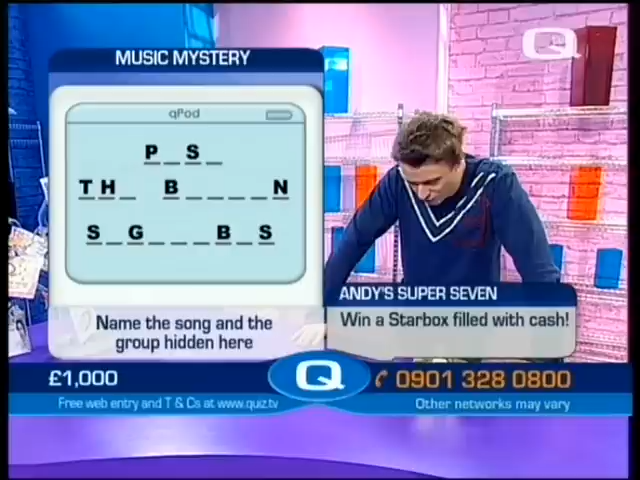 MUSIC MYSTERY
Q
qPod
P _ S _
T H _ B _ _ _ _ N
S _ G _ _ _ B _ S
Name the song and the
group hidden here
ANDY'S SUPER SEVEN
Win a Starbox filled with cash!
£1,000
Q
0901 328 0800
Free web entry and T & Cs at www.quiz.tv
Other networks may vary